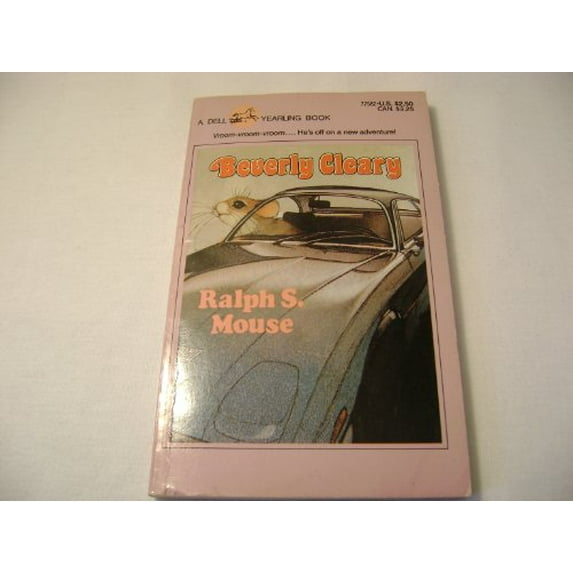 A DELL YEARLING BOOK
77582-U.S. $2.50
CAN. $3.25
Vroom-vroom-vroom.... He's off on a new adventure!
Beverly Cleary
Ralph S.
Mouse